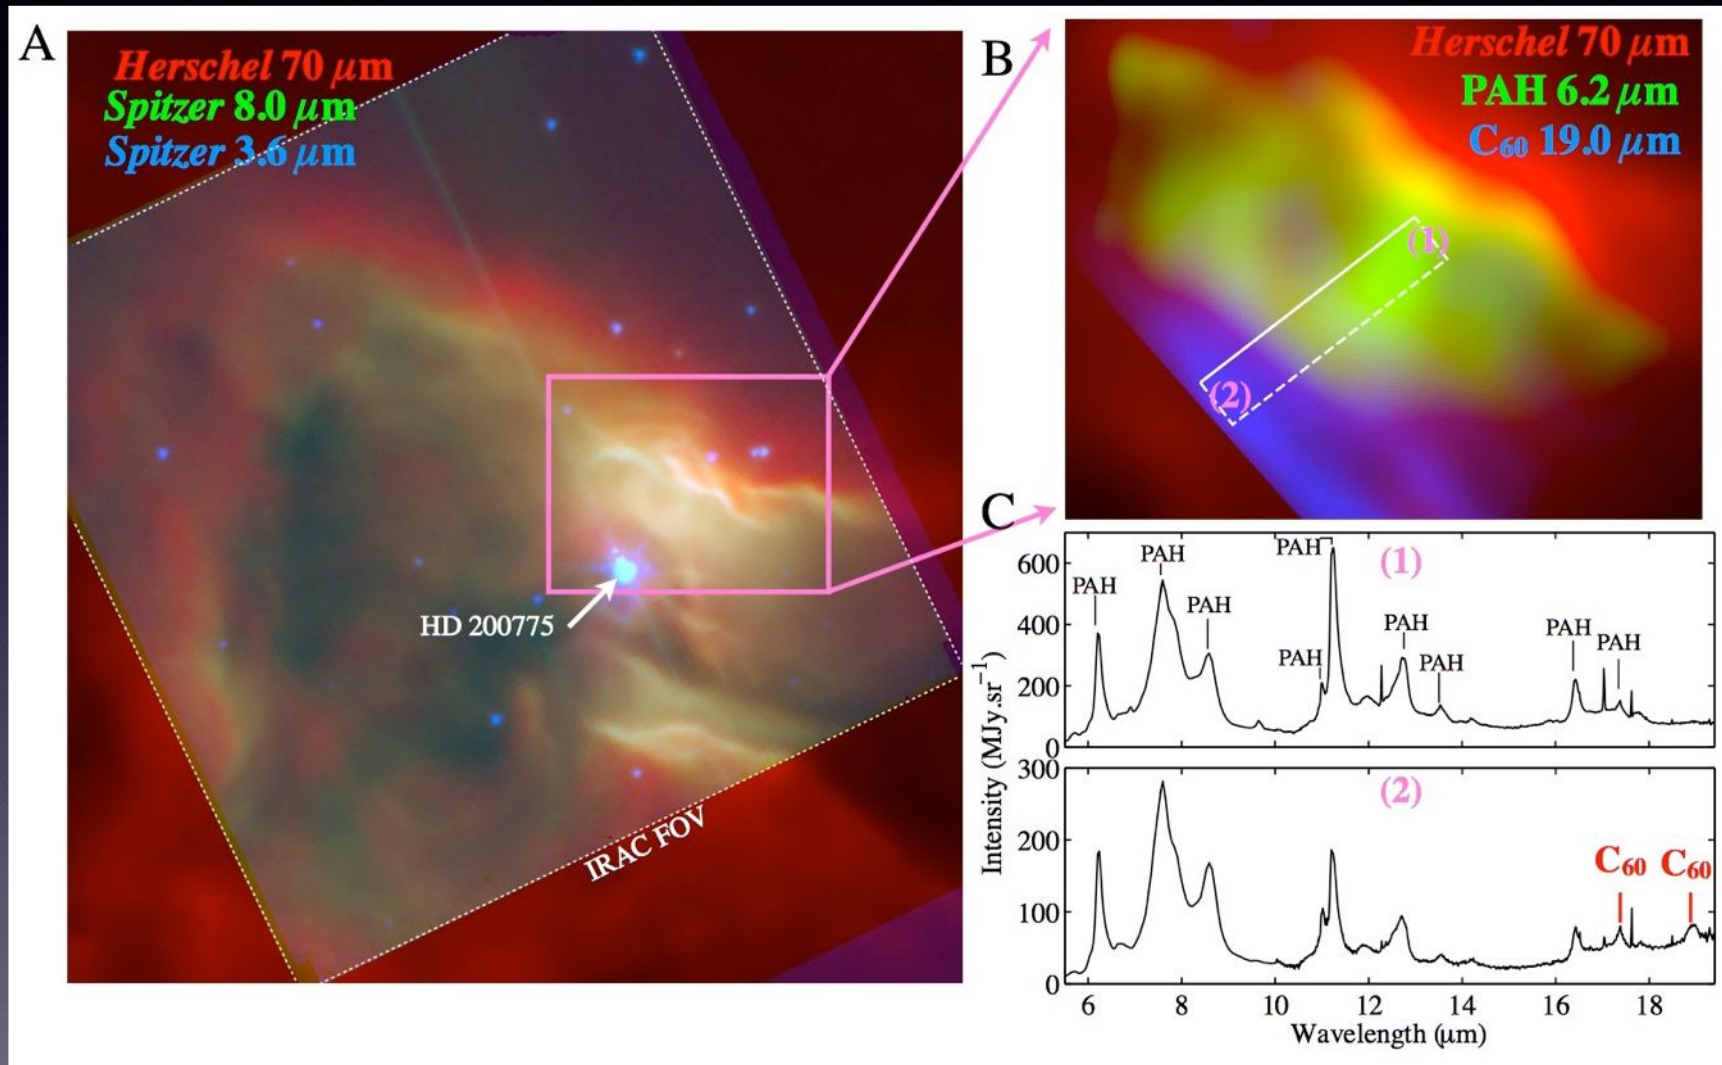 A
Herschel 70 μm
Spitzer 8.0 μm
Spitzer 3.6 μm
HD 200775
IRAC FOV
B
Herschel 70 μm
PAH 6.2 μm
C₆₀ 19.0 μm
(1)
(2)
C
Intensity (MJy.sr⁻¹)
600
400
200
0
(1)
PAH
PAH
PAH
PAH
PAH
PAH
PAH
PAH
PAH
300
200
100
0
(2)
C₆₀ C₆₀
6 8 10 12 14 16 18
Wavelength (μm)